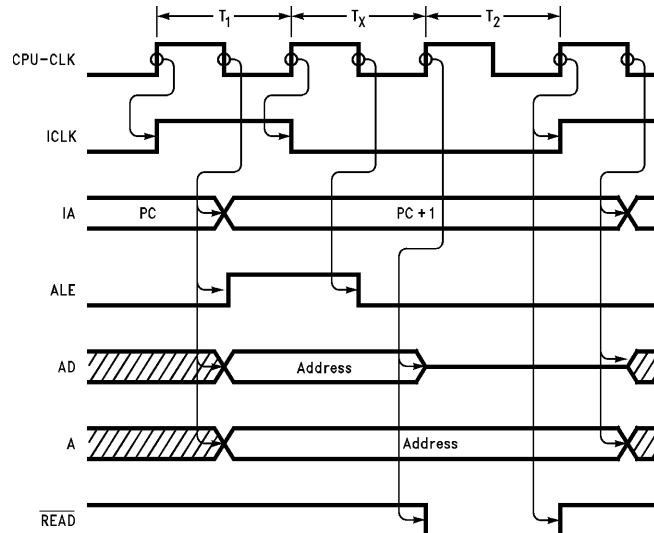 T1 TX T2
CPU-CLK
ICLK
IA PC PC + 1
ALE
AD Address
A Address
READ